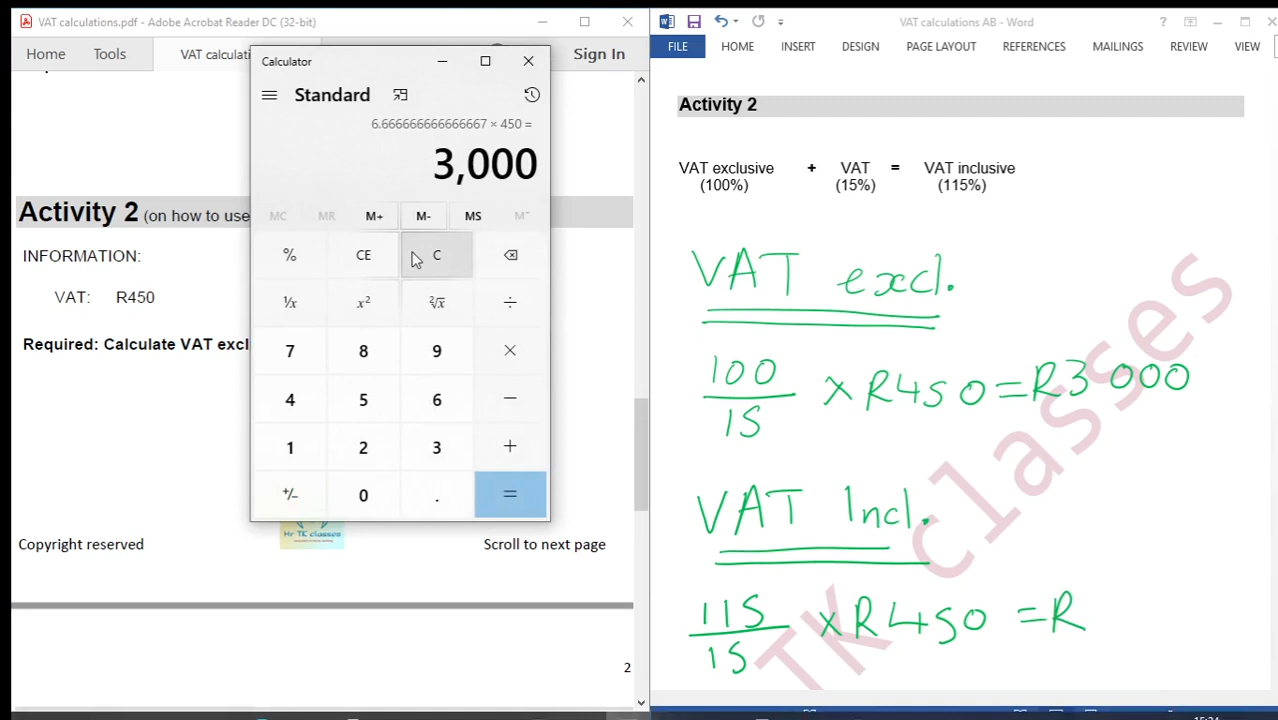 VAT calculations.pdf - Adobe Acrobat Reader DC (32-bit)
Home Tools VAT calculati Sign In
Calculator
Standard
6.666666666666667 × 450 =
3,000
MC MR M+ M- MS M˅
% CE C
¹/x x² ²√x ÷
7 8 9 ×
4 5 6 −
1 2 3 +
+/− 0 . =
Activity 2 (on how to use
INFORMATION:
VAT: R450
Required: Calculate VAT excl
Mr TK classes
Copyright reserved Scroll to next page
2
VAT calculations AB - Word
FILE HOME INSERT DESIGN PAGE LAYOUT REFERENCES MAILINGS REVIEW VIEW
Activity 2
VAT exclusive + VAT = VAT inclusive
(100%) (15%) (115%)
VAT excl.
100/15 × R450 = R3 000
VAT Incl.
115/15 × R450 = R
TK classes